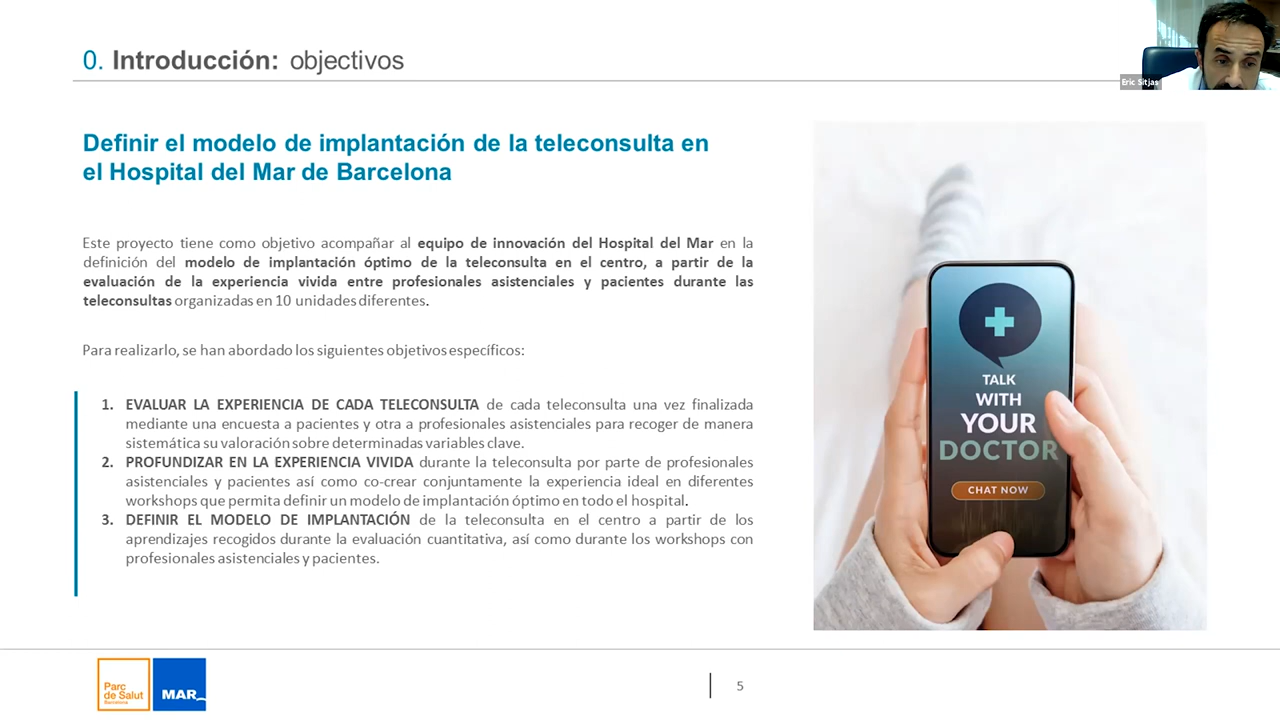 0. Introducción: objectivos
Eric Sitjas
Definir el modelo de implantación de la teleconsulta en
el Hospital del Mar de Barcelona
Este proyecto tiene como objetivo acompañar al equipo de innovación del Hospital del Mar en la
definición del modelo de implantación óptimo de la teleconsulta en el centro, a partir de la
evaluación de la experiencia vivida entre profesionales asistenciales y pacientes durante las
teleconsultas organizadas en 10 unidades diferentes.
Para realizarlo, se han abordado los siguientes objetivos específicos:
1. EVALUAR LA EXPERIENCIA DE CADA TELECONSULTA de cada teleconsulta una vez finalizada
mediante una encuesta a pacientes y otra a profesionales asistenciales para recoger de manera
sistemática su valoración sobre determinadas variables clave.
2. PROFUNDIZAR EN LA EXPERIENCIA VIVIDA durante la teleconsulta por parte de profesionales
asistenciales y pacientes así como co-crear conjuntamente la experiencia ideal en diferentes
workshops que permita definir un modelo de implantación óptimo en todo el hospital.
3. DEFINIR EL MODELO DE IMPLANTACIÓN de la teleconsulta en el centro a partir de los
aprendizajes recogidos durante la evaluación cuantitativa, así como durante los workshops con
profesionales asistenciales y pacientes.
TALK
WITH
YOUR
DOCTOR
CHAT NOW
Parc
de Salut
Barcelona
MAR
5